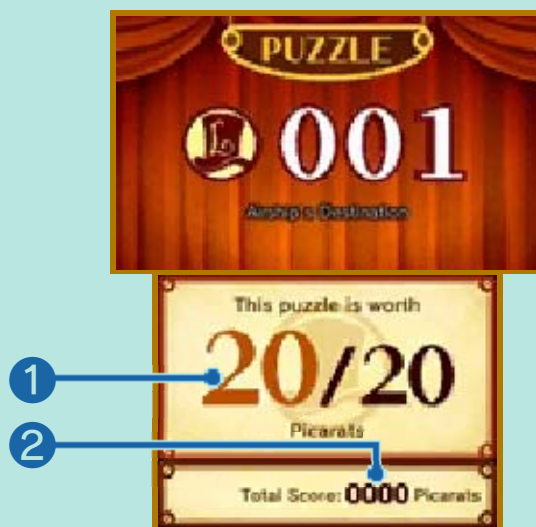 PUZZLE
L 001
Airship's Destination
This puzzle is worth
1
20/20
2
Picarats
Total Score: 0000 Picarats